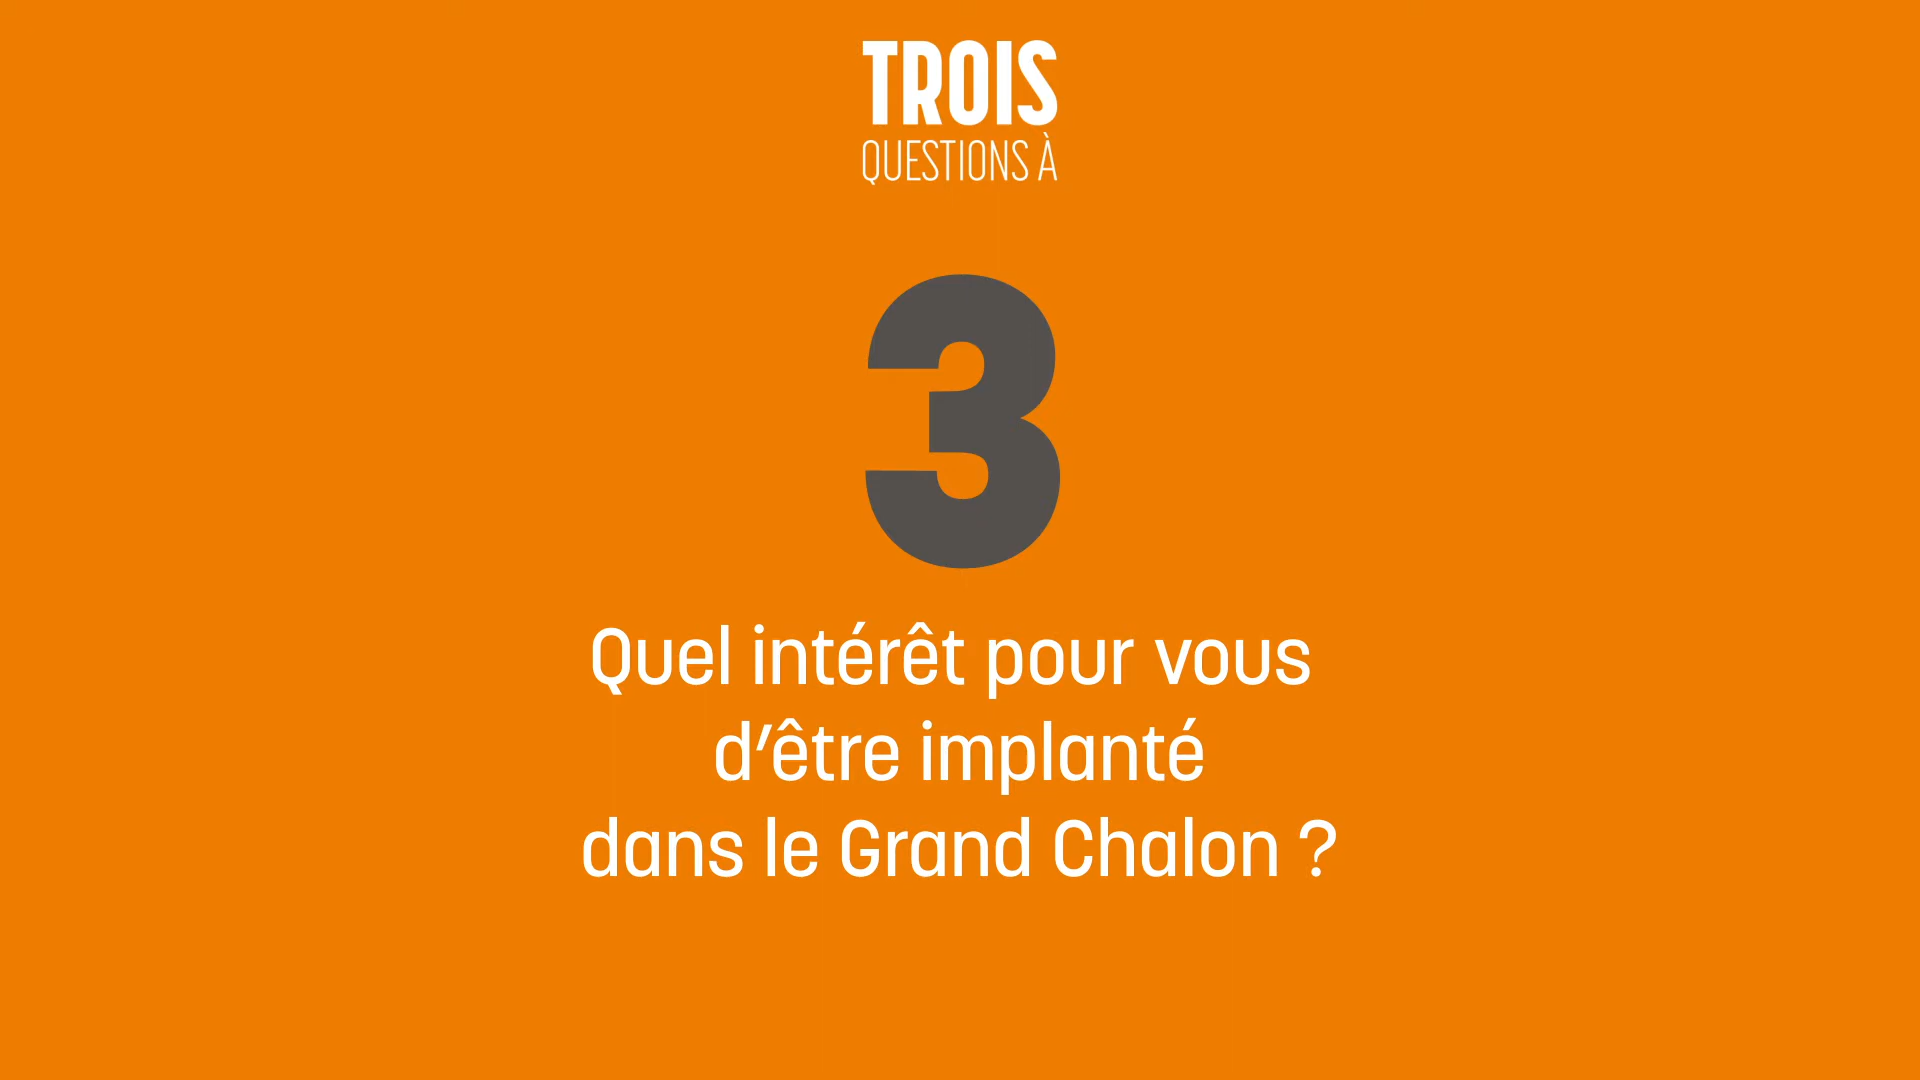 TROIS
QUESTIONS À
3
Quel intérêt pour vous
d’être implanté
dans le Grand Chalon ?